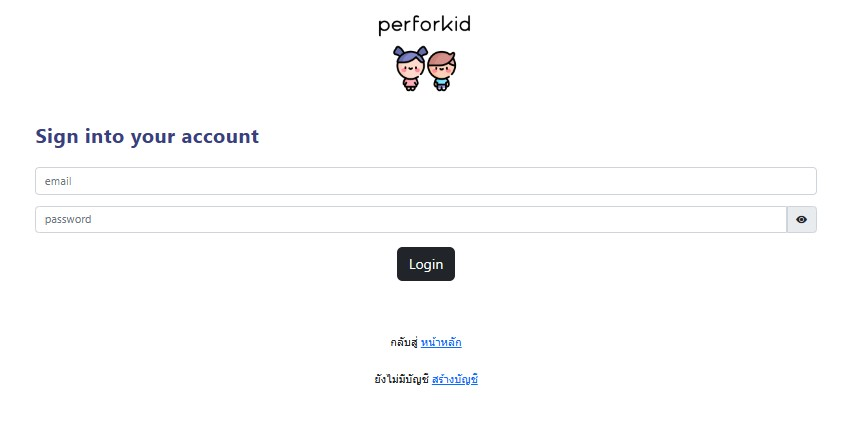 perforkid
Sign into your account
email
password
Login
กลับสู่ หน้าหลัก
ยังไม่มีบัญชี สร้างบัญชี